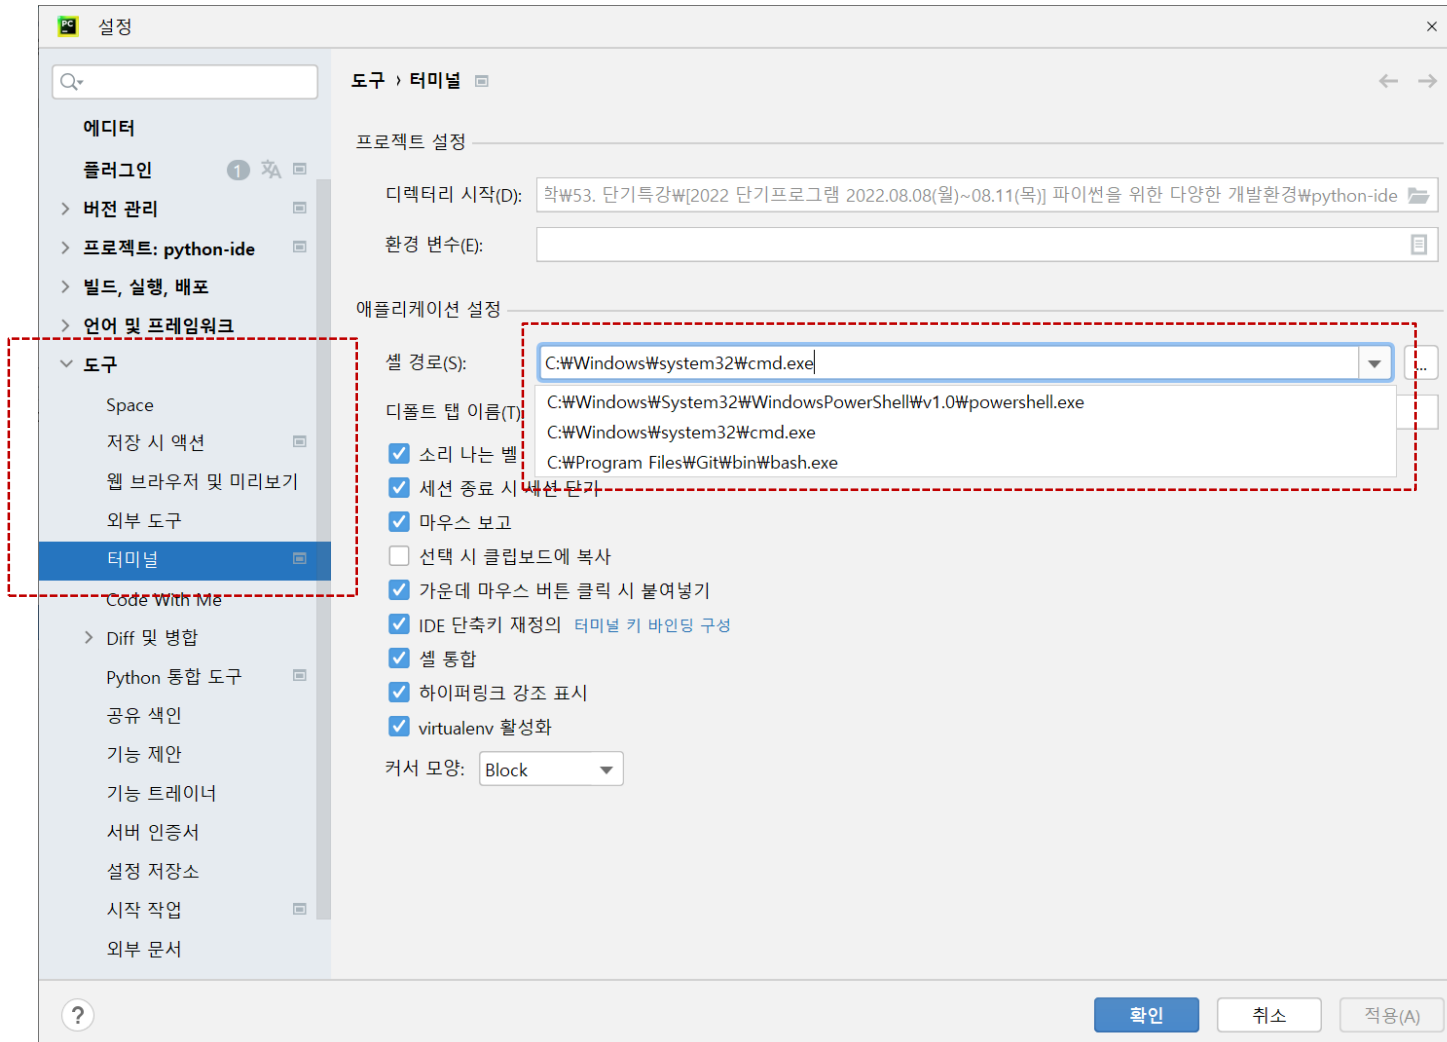 PC
설정
에디터
플러그인 1
버전 관리
프로젝트: python-ide
빌드, 실행, 배포
언어 및 프레임워크
도구
Space
저장 시 액션
웹 브라우저 및 미리보기
외부 도구
터미널
Code With Me
Diff 및 병합
Python 통합 도구
공유 색인
기능 제안
기능 트레이너
서버 인증서
설정 저장소
시작 작업
외부 문서
도구 › 터미널
프로젝트 설정
디렉터리 시작(D): 학₩53. 단기특강₩[2022 단기프로그램 2022.08.08(월)~08.11(목)] 파이썬을 위한 다양한 개발환경₩python-ide
환경 변수(E):
애플리케이션 설정
셸 경로(S): C:₩Windows₩system32₩cmd.exe
...
C:₩Windows₩System32₩WindowsPowerShell₩v1.0₩powershell.exe
C:₩Windows₩system32₩cmd.exe
C:₩Program Files₩Git₩bin₩bash.exe
디폴트 탭 이름(T)
소리 나는 벨
세션 종료 시 세션 닫기
마우스 보고
선택 시 클립보드에 복사
가운데 마우스 버튼 클릭 시 붙여넣기
IDE 단축키 재정의 터미널 키 바인딩 구성
셸 통합
하이퍼링크 강조 표시
virtualenv 활성화
커서 모양: Block
?
확인
취소
적용(A)